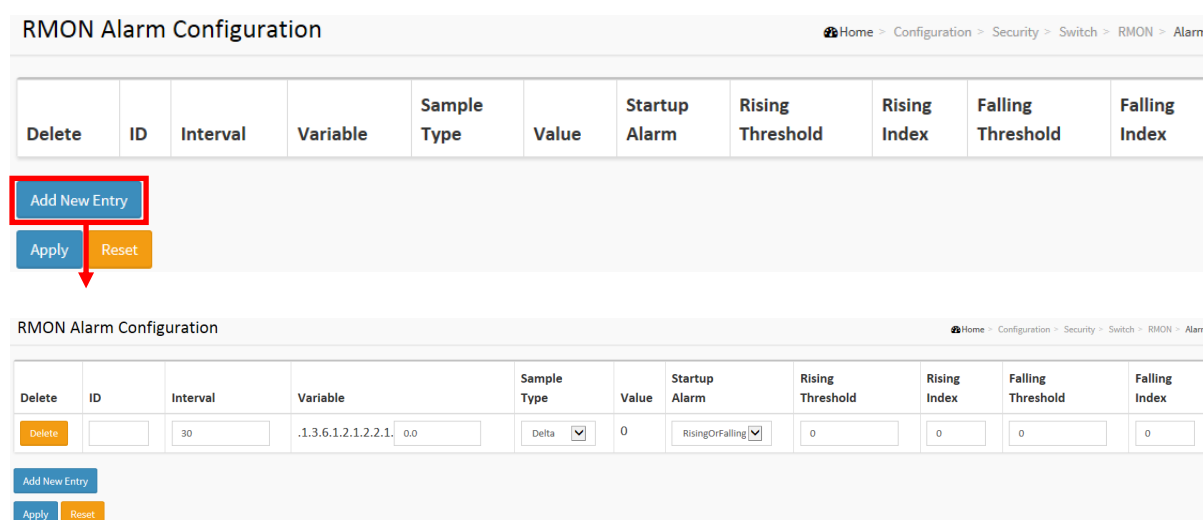 RMON Alarm Configuration
Home > Configuration > Security > Switch > RMON > Alarm
Delete ID Interval Variable Sample Type Value Startup Alarm Rising Threshold Rising Index Falling Threshold Falling Index
Add New Entry
Apply Reset
RMON Alarm Configuration
Home > Configuration > Security > Switch > RMON > Alarm
Delete ID Interval Variable Sample Type Value Startup Alarm Rising Threshold Rising Index Falling Threshold Falling Index
Delete 30 .1.3.6.1.2.1.2.2.1. 0.0 Delta 0 RisingOrFalling 0 0 0 0
Add New Entry
Apply Reset